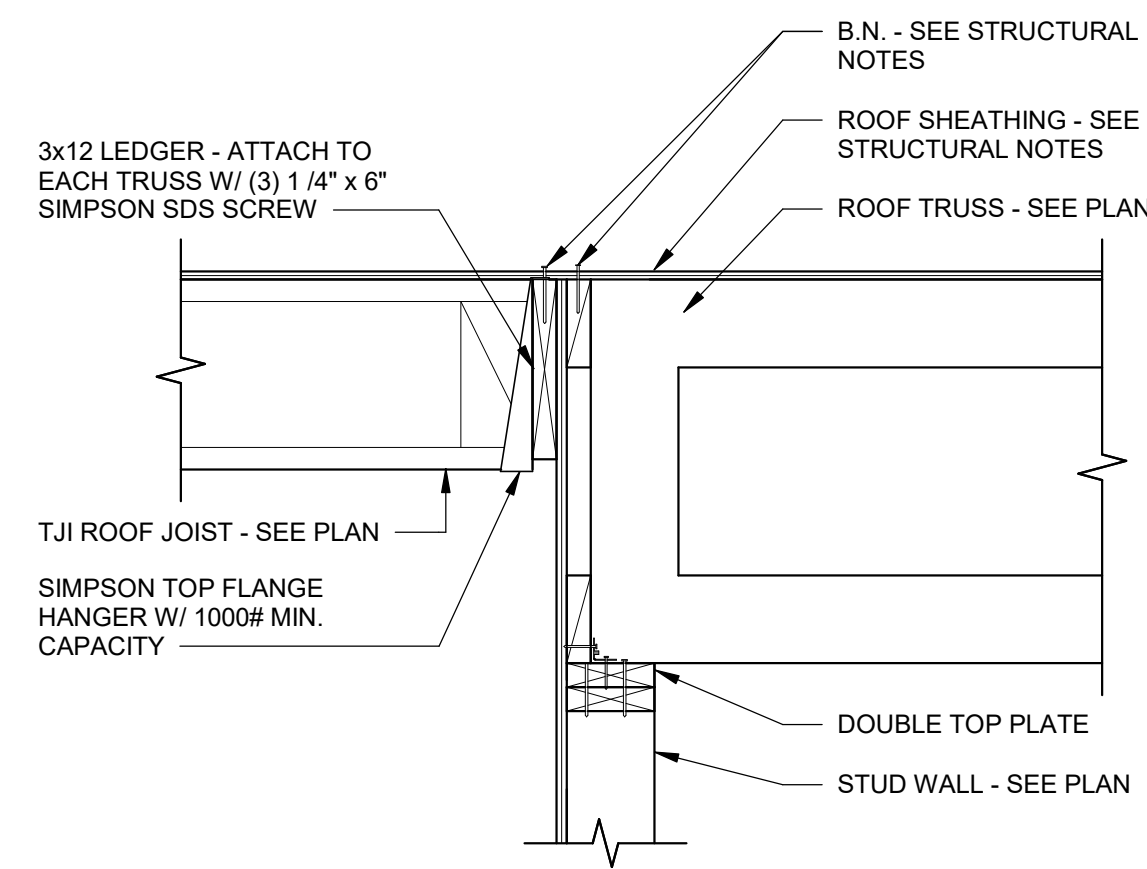 B.N. - SEE STRUCTURAL
NOTES
ROOF SHEATHING - SEE
STRUCTURAL NOTES
ROOF TRUSS - SEE PLAN
3x12 LEDGER - ATTACH TO
EACH TRUSS W/ (3) 1 /4" x 6"
SIMPSON SDS SCREW
TJI ROOF JOIST - SEE PLAN
SIMPSON TOP FLANGE
HANGER W/ 1000# MIN.
CAPACITY
DOUBLE TOP PLATE
STUD WALL - SEE PLAN